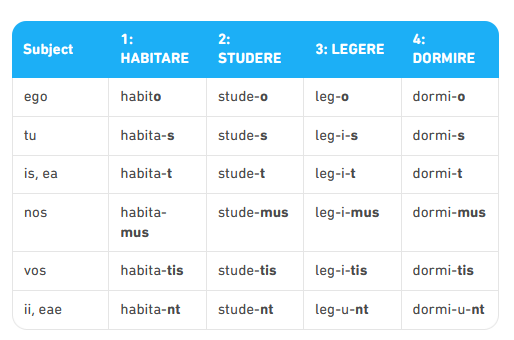 Subject 1: HABITARE 2: STUDERE 3: LEGERE 4: DORMIRE
ego habito stude-o leg-o dormi-o
tu habita-s stude-s leg-i-s dormi-s
is, ea habita-t stude-t leg-i-t dormi-t
nos habita-mus stude-mus leg-i-mus dormi-mus
vos habita-tis stude-tis leg-i-tis dormi-tis
ii, eae habita-nt stude-nt leg-u-nt dormi-u-nt